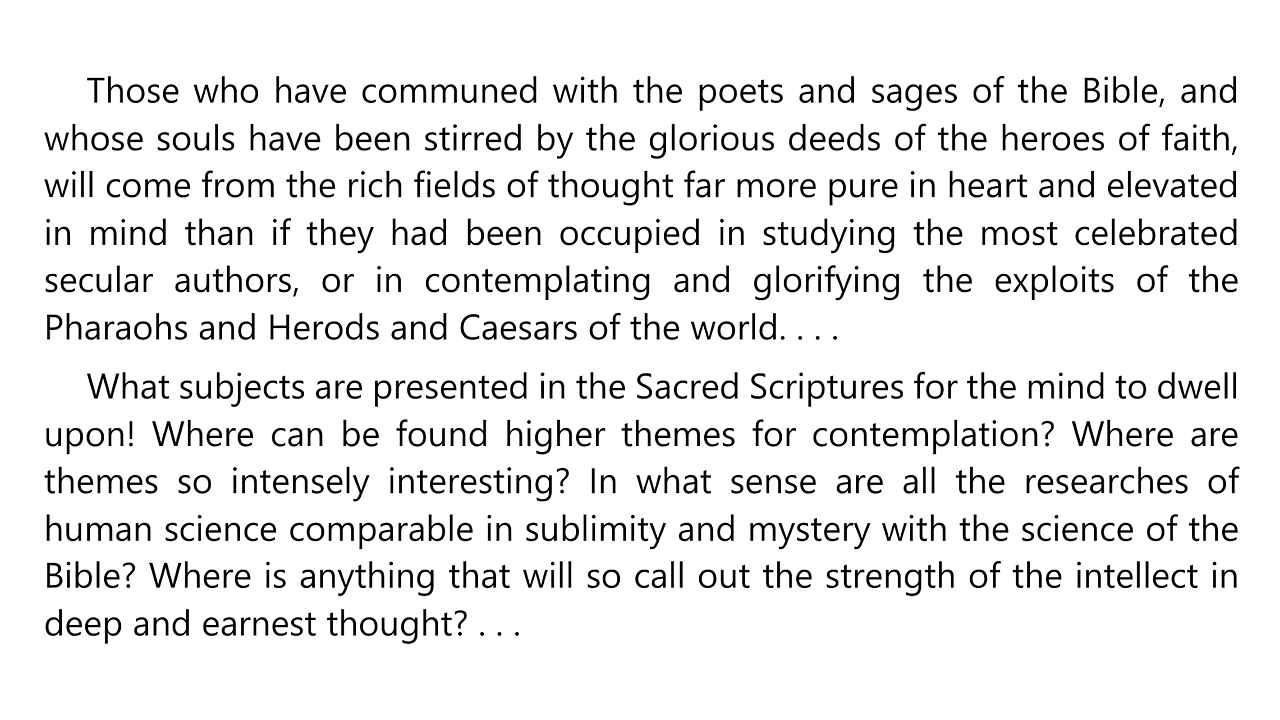 Those who have communed with the poets and sages of the Bible, and
whose souls have been stirred by the glorious deeds of the heroes of faith,
will come from the rich fields of thought far more pure in heart and elevated
in mind than if they had been occupied in studying the most celebrated
secular authors, or in contemplating and glorifying the exploits of the
Pharaohs and Herods and Caesars of the world. . . .
What subjects are presented in the Sacred Scriptures for the mind to dwell
upon! Where can be found higher themes for contemplation? Where are
themes so intensely interesting? In what sense are all the researches of
human science comparable in sublimity and mystery with the science of the
Bible? Where is anything that will so call out the strength of the intellect in
deep and earnest thought? . . .